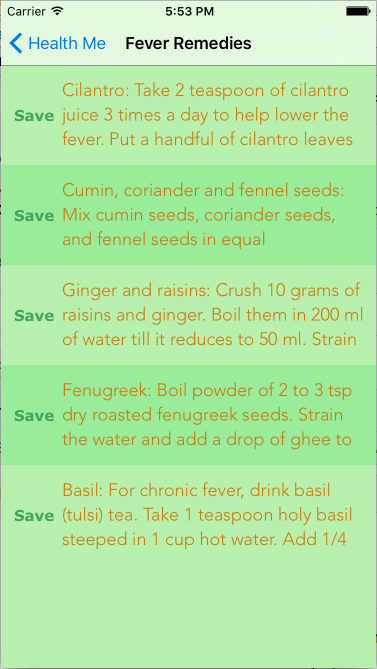 Carrier 5:53 PM
Health Me Fever Remedies
Cilantro: Take 2 teaspoon of cilantro
Save juice 3 times a day to help lower the
fever. Put a handful of cilantro leaves
Cumin, coriander and fennel seeds:
Save Mix cumin seeds, coriander seeds,
and fennel seeds in equal
Ginger and raisins: Crush 10 grams of
Save raisins and ginger. Boil them in 200 ml
of water till it reduces to 50 ml. Strain
Fenugreek: Boil powder of 2 to 3 tsp
Save dry roasted fenugreek seeds. Strain
the water and add a drop of ghee to
Basil: For chronic fever, drink basil
Save (tulsi) tea. Take 1 teaspoon holy basil
steeped in 1 cup hot water. Add 1/4